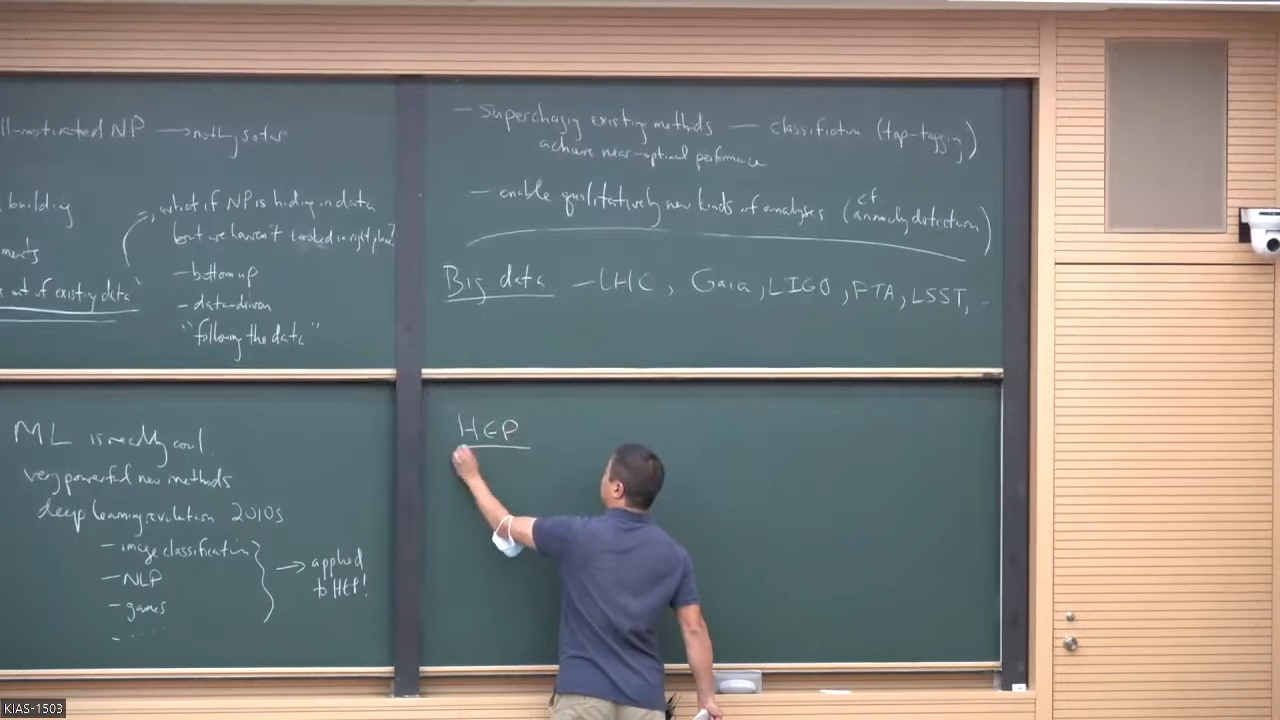 ll-motivated NP → nothing so far
building
ments
out of existing data
what if NP is hiding in data
but we haven't looked in right place?
- bottom up
- data-driven
"following the data"
ML is really cool.
very powerful new methods
deep learning revolution 2010s
- image classification
- NLP
- games
- .....
→ applied
to HEP!
- supercharging existing methods — classification (top-tagging)
achieve near-optimal performance
- enable qualitatively new kinds of analyses (cf anomaly detection)
Big data - LHC, Gaia, LIGO, PTA, LSST, ..
HEP
KIAS-1503